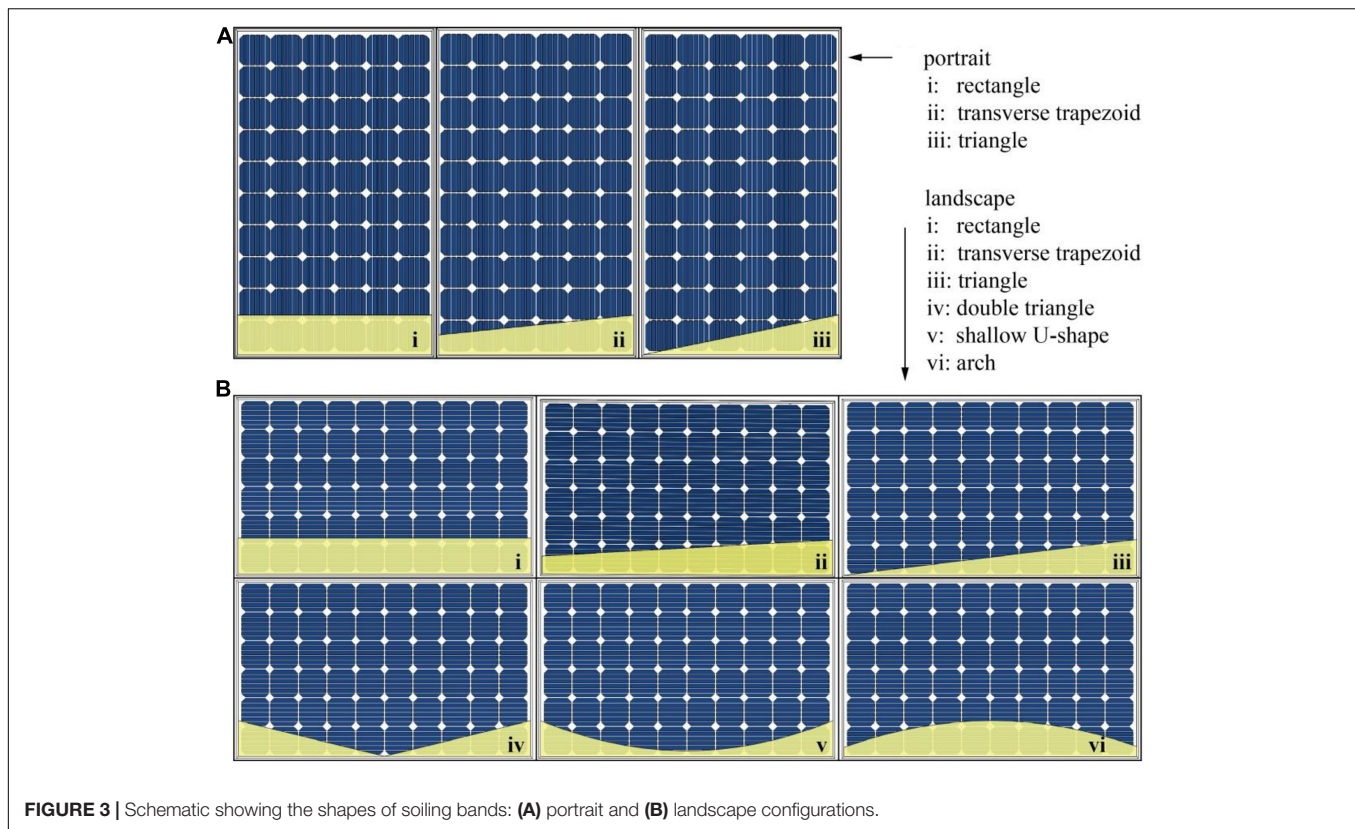 A
portrait
i: rectangle
ii: transverse trapezoid
iii: triangle
i
ii
iii
landscape
i: rectangle
ii: transverse trapezoid
iii: triangle
iv: double triangle
v: shallow U-shape
vi: arch
B
i
ii
iii
iv
v
vi
FIGURE 3 | Schematic showing the shapes of soiling bands: (A) portrait and (B) landscape configurations.